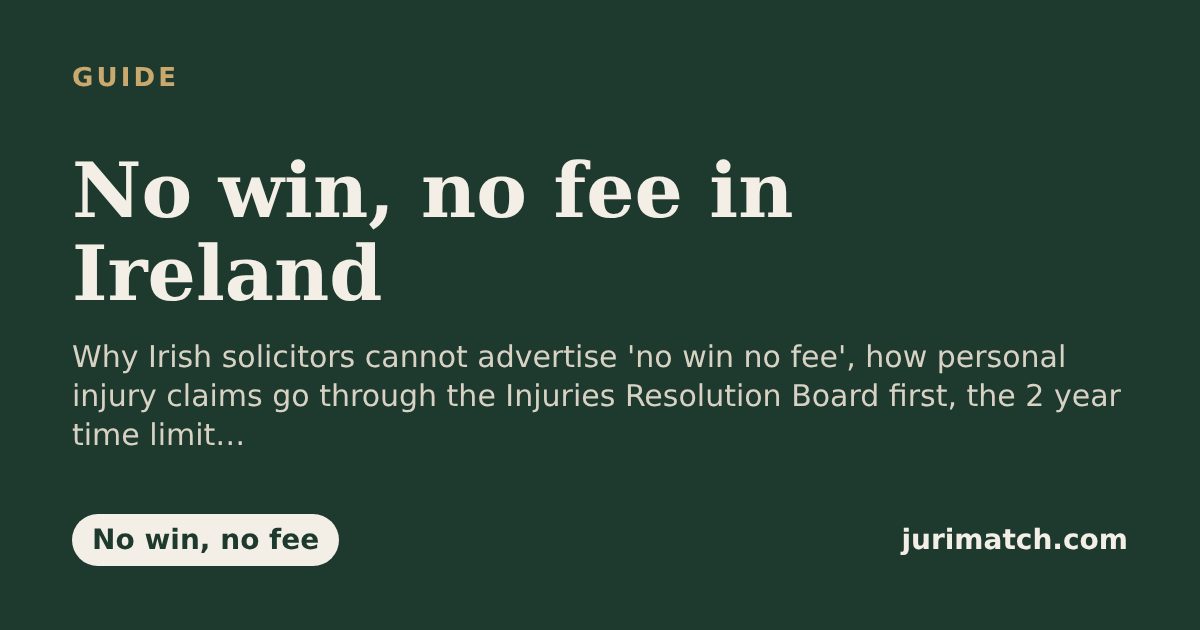 GUIDE
No win, no fee in
Ireland
Why Irish solicitors cannot advertise 'no win no fee', how personal
injury claims go through the Injuries Resolution Board first, the 2 year
time limit...
No win, no fee
jurimatch.com